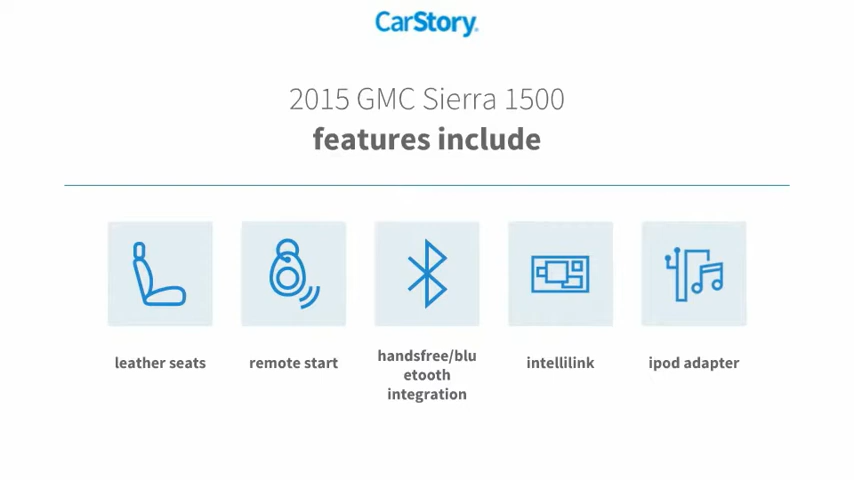 CarStory
2015 GMC Sierra 1500
features include
leather seats
remote start
handsfree/blu
etooth
integration
intellilink
ipod adapter